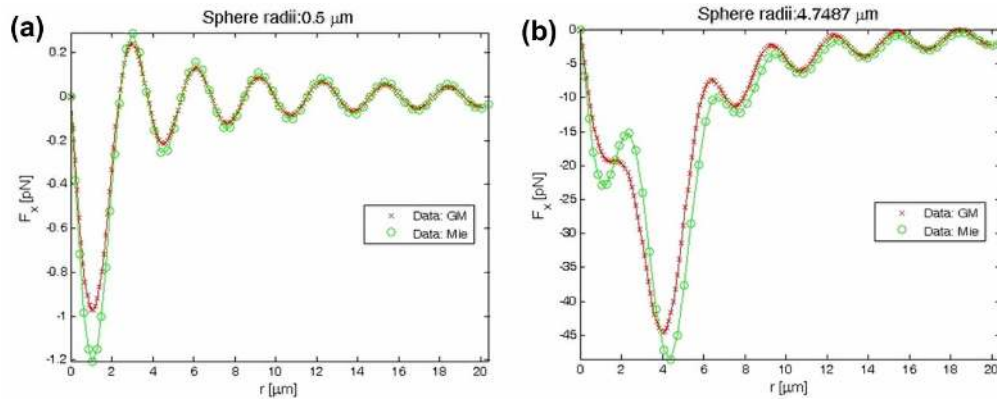 (a)
Sphere radii:0.5 μm
0.2
0
-0.2
-0.4
-0.6
-0.8
-1
-1.2
F_x [pN]
Data: GM
Data: Mie
0 2 4 6 8 10 12 14 16 18 20
r [μm]
(b)
Sphere radii:4.7487 μm
0
-5
-10
-15
-20
-25
-30
-35
-40
-45
F_x [pN]
Data: GM
Data: Mie
0 2 4 6 8 10 12 14 16 18 20
r [μm]